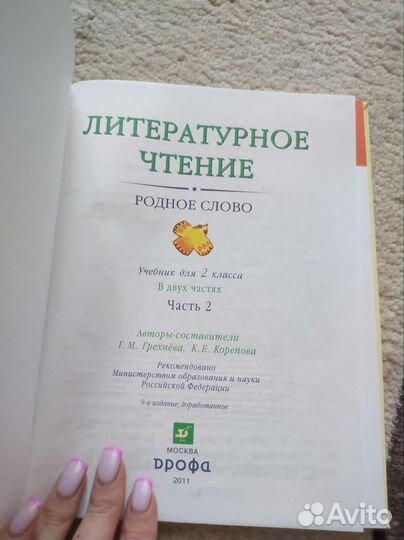 ЛИТЕРАТУРНОЕ
ЧТЕНИЕ
РОДНОЕ СЛОВО
Учебник для 2 класса
В двух частях
Часть 2
Авторы-составители
Г. М. Грехнёва, К. Е. Корепова
Рекомендовано
Министерством образования и науки
Российской Федерации
9-е издание, доработанное
МОСКВА
Дрофа
2011
Avito